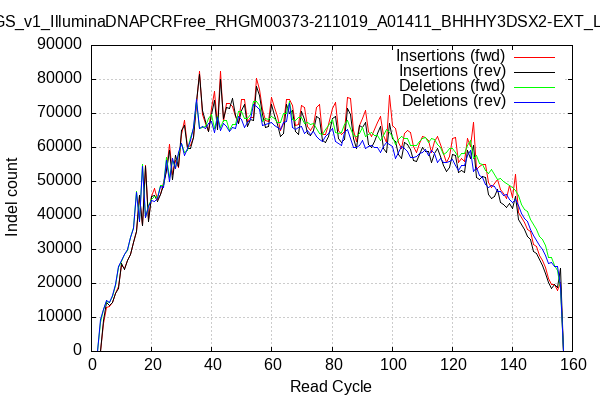 GS_v1_IlluminaDNAPCRFree_RHGM00373-211019_A01411_BHHHY3DSX2-EXT_L
90000
80000
70000
60000
50000
40000
30000
20000
10000
0
Indel count
Insertions (fwd)
Insertions (rev)
Deletions (fwd)
Deletions (rev)
0 20 40 60 80 100 120 140 160
Read Cycle